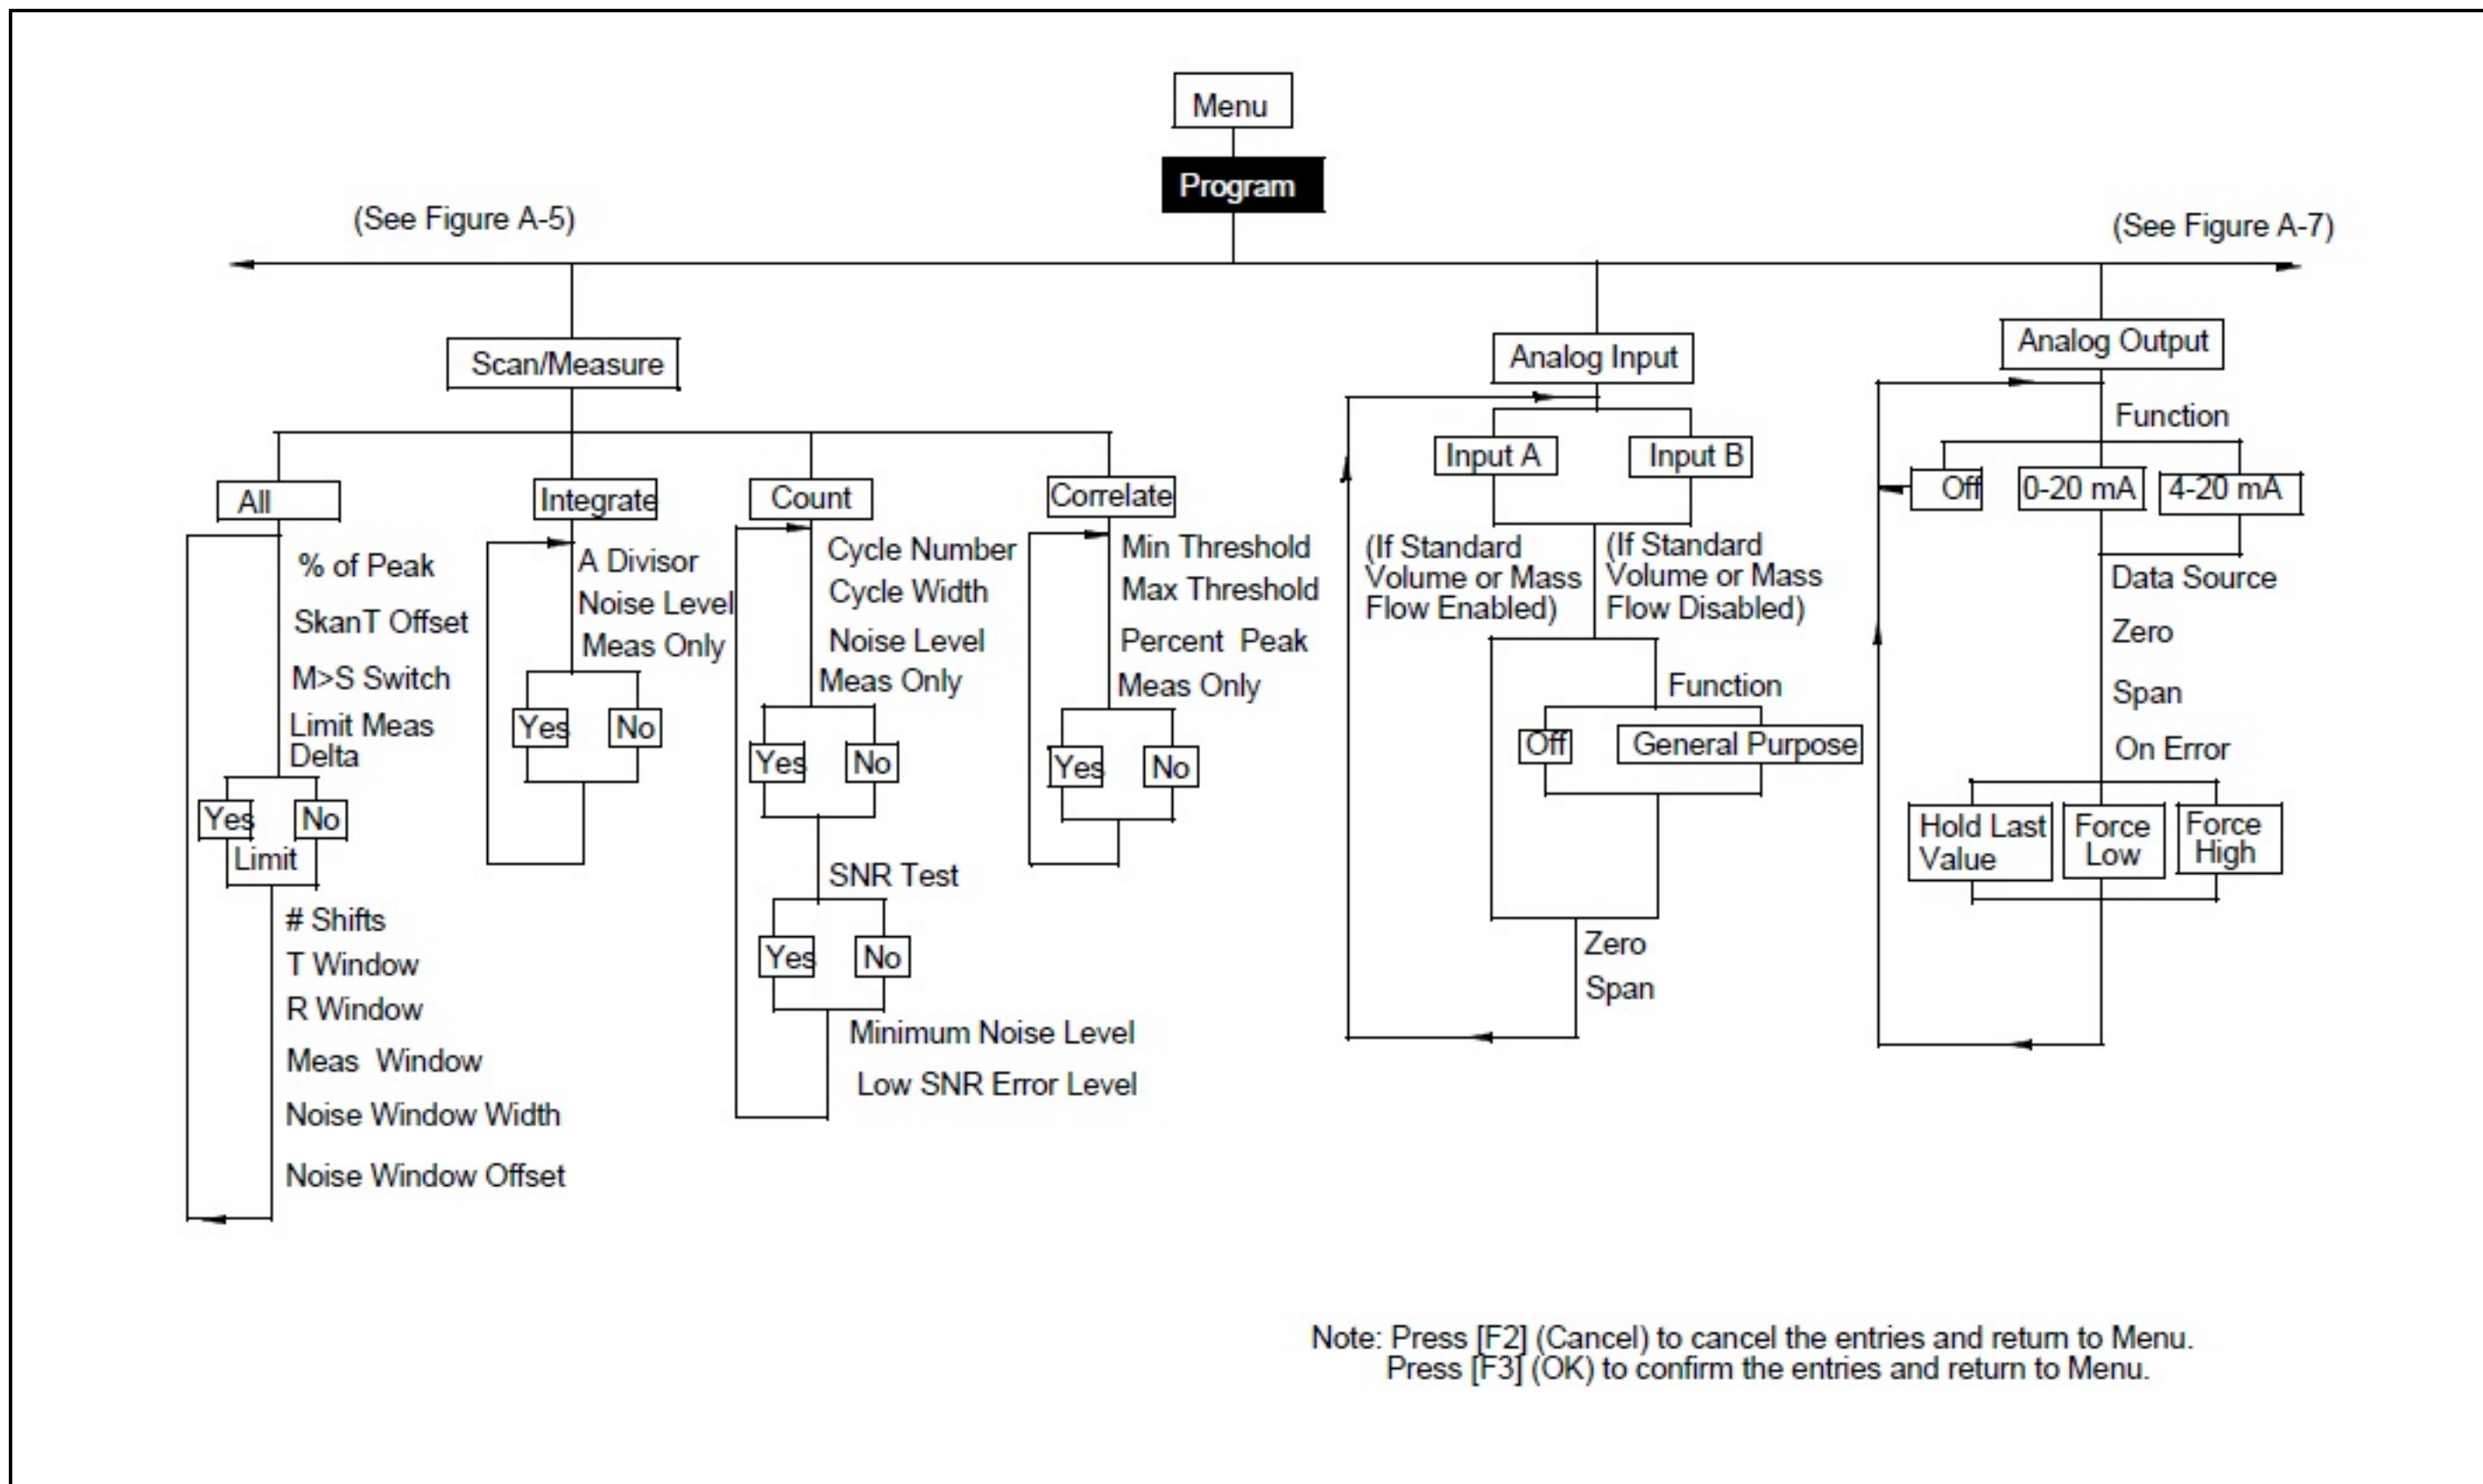 Menu
Program
(See Figure A-5)
(See Figure A-7)
Scan/Measure
All
% of Peak
SkanT Offset
M>S Switch
Limit Meas
Delta
Yes
No
Limit
# Shifts
T Window
R Window
Meas Window
Noise Window Width
Noise Window Offset
Integrate
A Divisor
Noise Level
Meas Only
Yes
No
Count
Cycle Number
Cycle Width
Noise Level
Meas Only
Yes
No
SNR Test
Yes
No
Minimum Noise Level
Low SNR Error Level
Correlate
Min Threshold
Max Threshold
Percent Peak
Meas Only
Yes
No
Analog Input
Input A
Input B
(If Standard
Volume or Mass
Flow Enabled)
(If Standard
Volume or Mass
Flow Disabled)
Function
Off
General Purpose
Zero
Span
Analog Output
Function
Off
0-20 mA
4-20 mA
Data Source
Zero
Span
On Error
Hold Last
Value
Force
Low
Force
High
Note: Press [F2] (Cancel) to cancel the entries and return to Menu.
Press [F3] (OK) to confirm the entries and return to Menu.